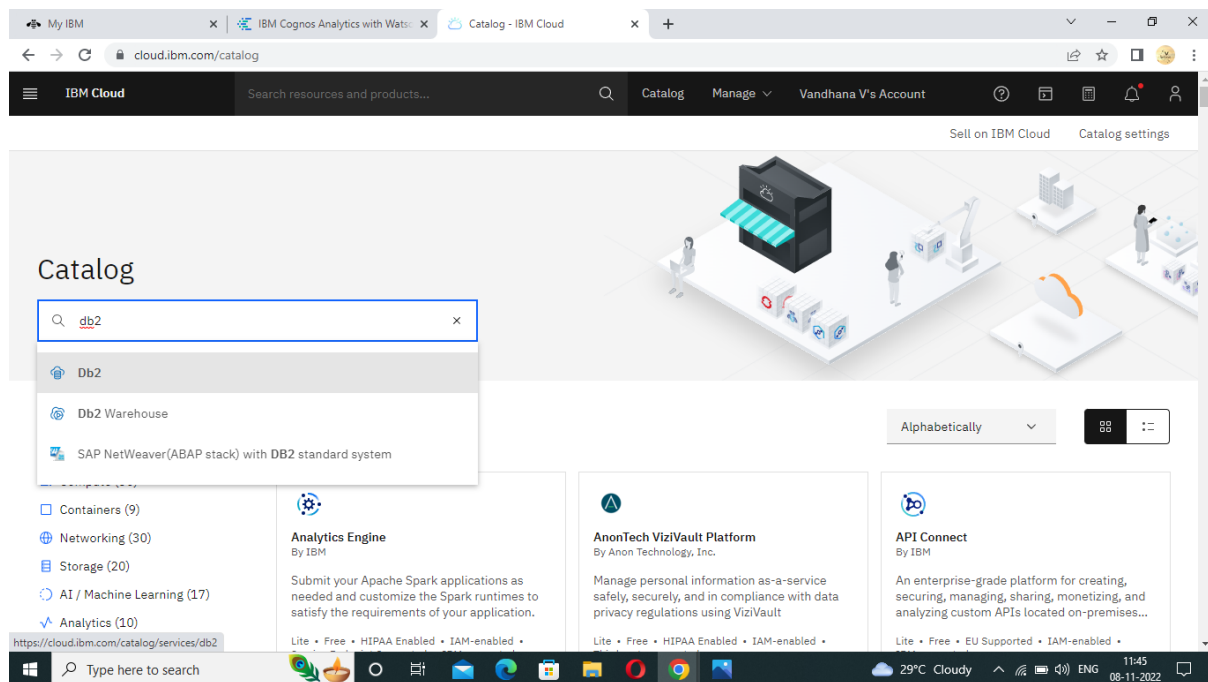 My IBM
IBM Cognos Analytics with Watso
Catalog - IBM Cloud
cloud.ibm.com/catalog
IBM Cloud
Search resources and products...
Catalog
Manage
Vandhana V's Account
Sell on IBM Cloud
Catalog settings
Catalog
db2
Db2
Db2 Warehouse
SAP NetWeaver(ABAP stack) with DB2 standard system
Alphabetically
Containers (9)
Networking (30)
Storage (20)
AI / Machine Learning (17)
Analytics (10)
Analytics Engine
By IBM
Submit your Apache Spark applications as
needed and customize the Spark runtimes to
satisfy the requirements of your application.
Lite • Free • HIPAA Enabled • IAM-enabled •
AnonTech ViziVault Platform
By Anon Technology, Inc.
Manage personal information as-a-service
safely, securely, and in compliance with data
privacy regulations using ViziVault
Lite • Free • HIPAA Enabled • IAM-enabled •
API Connect
By IBM
An enterprise-grade platform for creating,
securing, managing, sharing, monetizing, and
analyzing custom APIs located on-premises...
Lite • Free • EU Supported • IAM-enabled •
https://cloud.ibm.com/catalog/services/db2
Type here to search
29°C Cloudy
ENG
11:45
08-11-2022